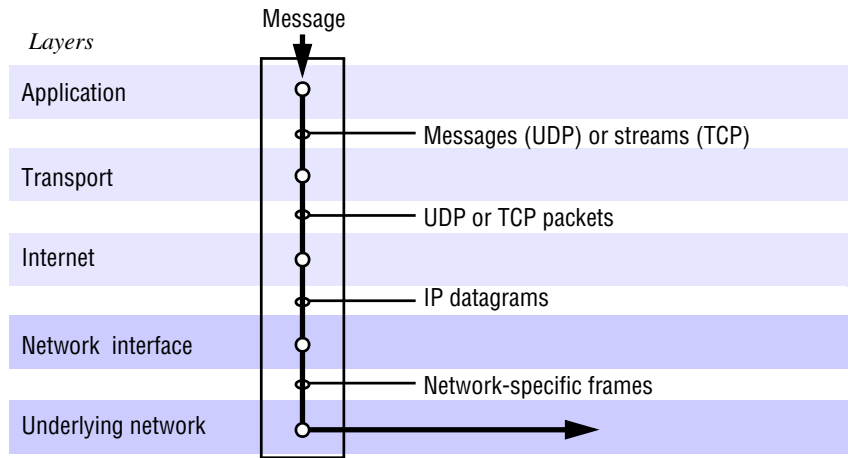 Message
Layers
Application
Messages (UDP) or streams (TCP)
Transport
UDP or TCP packets
Internet
IP datagrams
Network interface
Network-specific frames
Underlying network